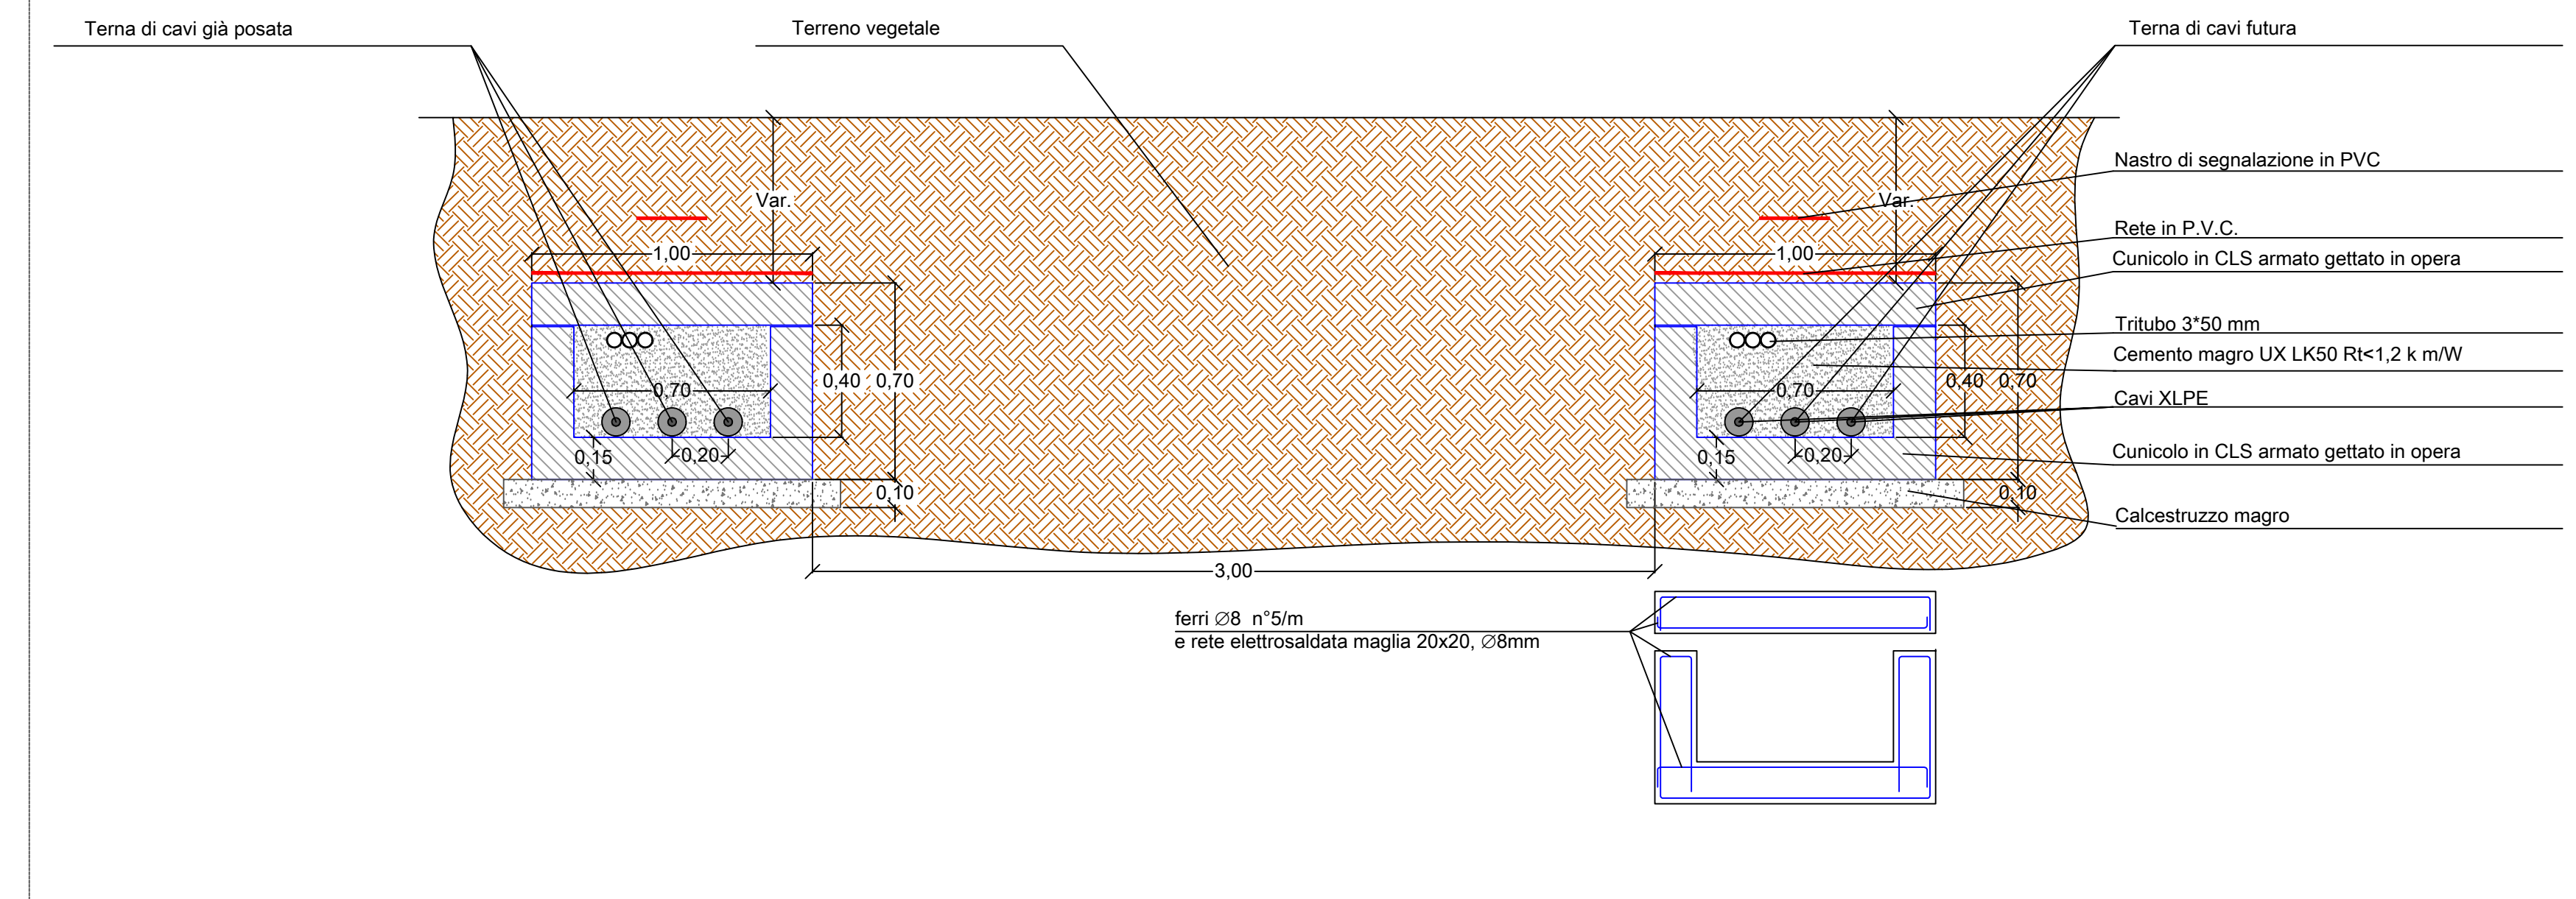 Terna di cavi già posata
Terreno vegetale
Terna di cavi futura
Nastro di segnalazione in PVC
Var.
Var.
Rete in P.V.C.
1,00
1,00
Cunicolo in CLS armato gettato in opera
Tritubo 3*50 mm
Cemento magro UX LK50 Rt<1,2 k m/W
0,70
0,40
0,70
0,70
0,40
0,70
Cavi XLPE
0,15
0,20
0,15
0,20
Cunicolo in CLS armato gettato in opera
0,10
0,10
Calcestruzzo magro
3,00
ferri ∅8 n°5/m
e rete elettrosaldata maglia 20x20, ∅8mm